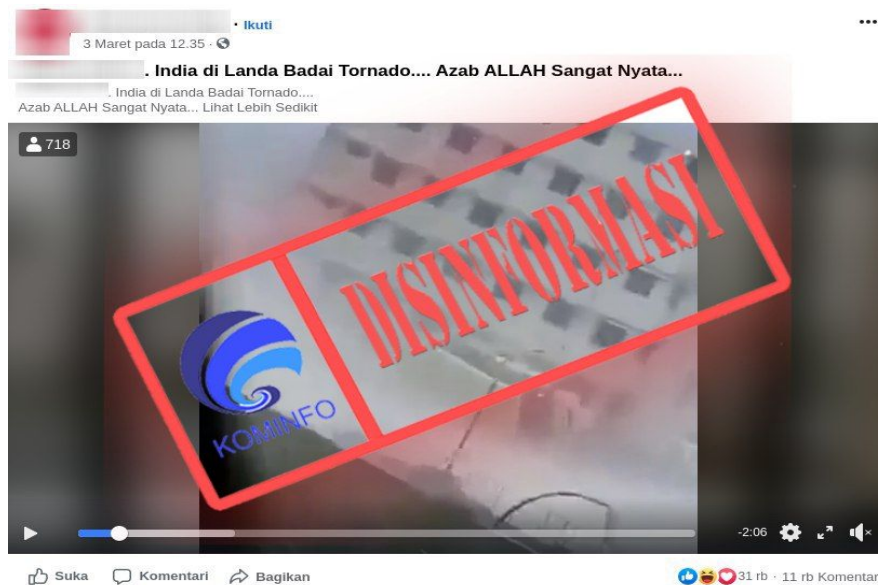 · Ikuti
3 Maret pada 12.35 ·
. India di Landa Badai Tornado.... Azab ALLAH Sangat Nyata...
. India di Landa Badai Tornado....
Azab ALLAH Sangat Nyata... Lihat Lebih Sedikit
718
DISINFORMASI
KOMINFO
-2:06
Suka
Komentari
Bagikan
31 rb · 11 rb Komentar